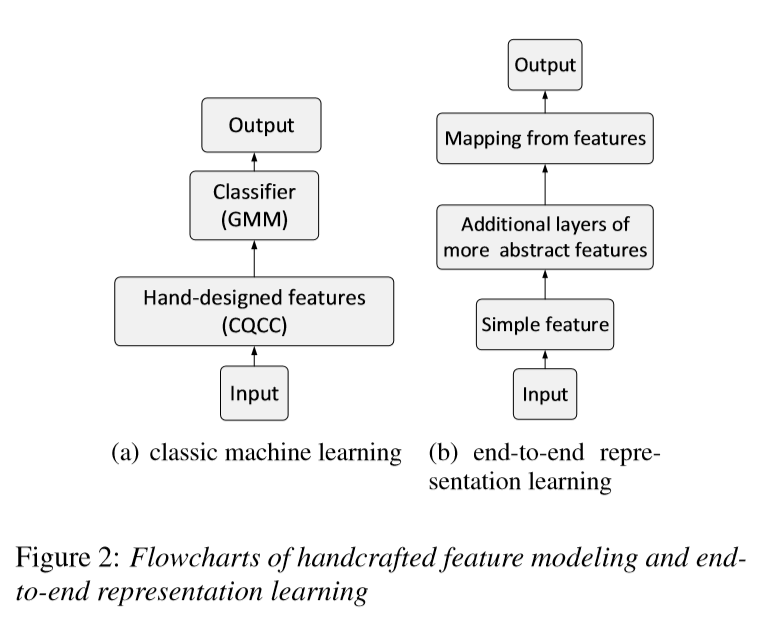 Output
Classifier
(GMM)
Hand-designed features
(CQCC)
Input
(a) classic machine learning
Output
Mapping from features
Additional layers of
more abstract features
Simple feature
Input
(b) end-to-end repre-
sentation learning
Figure 2: Flowcharts of handcrafted feature modeling and end-
to-end representation learning